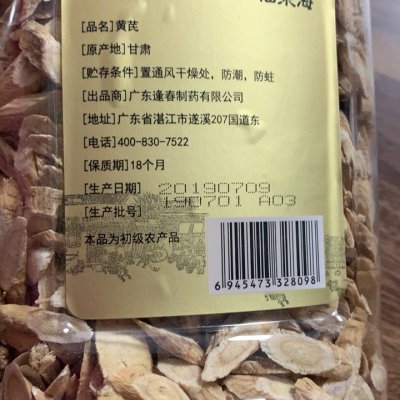 [品名]黄芪
[原产地]甘肃
[贮存条件]置通风干燥处，防潮，防蛀
[出品商]广东逢春制药有限公司
[地址]广东省湛江市遂溪207国道东
[电话]400-830-7522
[保质期]18个月
[生产日期] 20190709
[生产批号] 190701 A03
本品为初级农产品
6 945473 328098